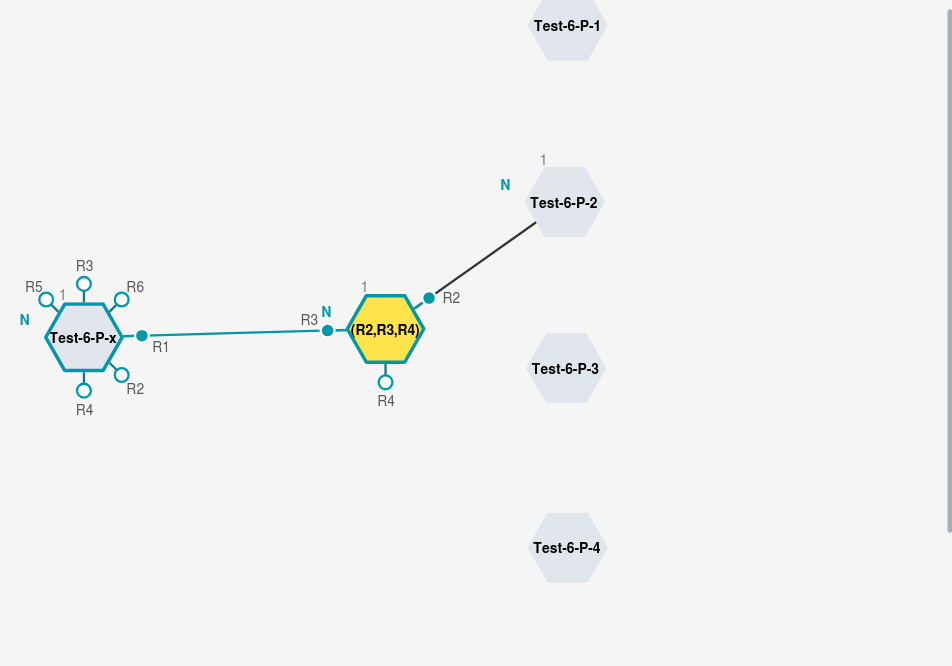 Test-6-P-1
1
N
Test-6-P-2
R3
R5
1
R6
N
Test-6-P-x
R1
R2
R4
1
N
R3
(R2,R3,R4)
R2
R4
Test-6-P-3
Test-6-P-4